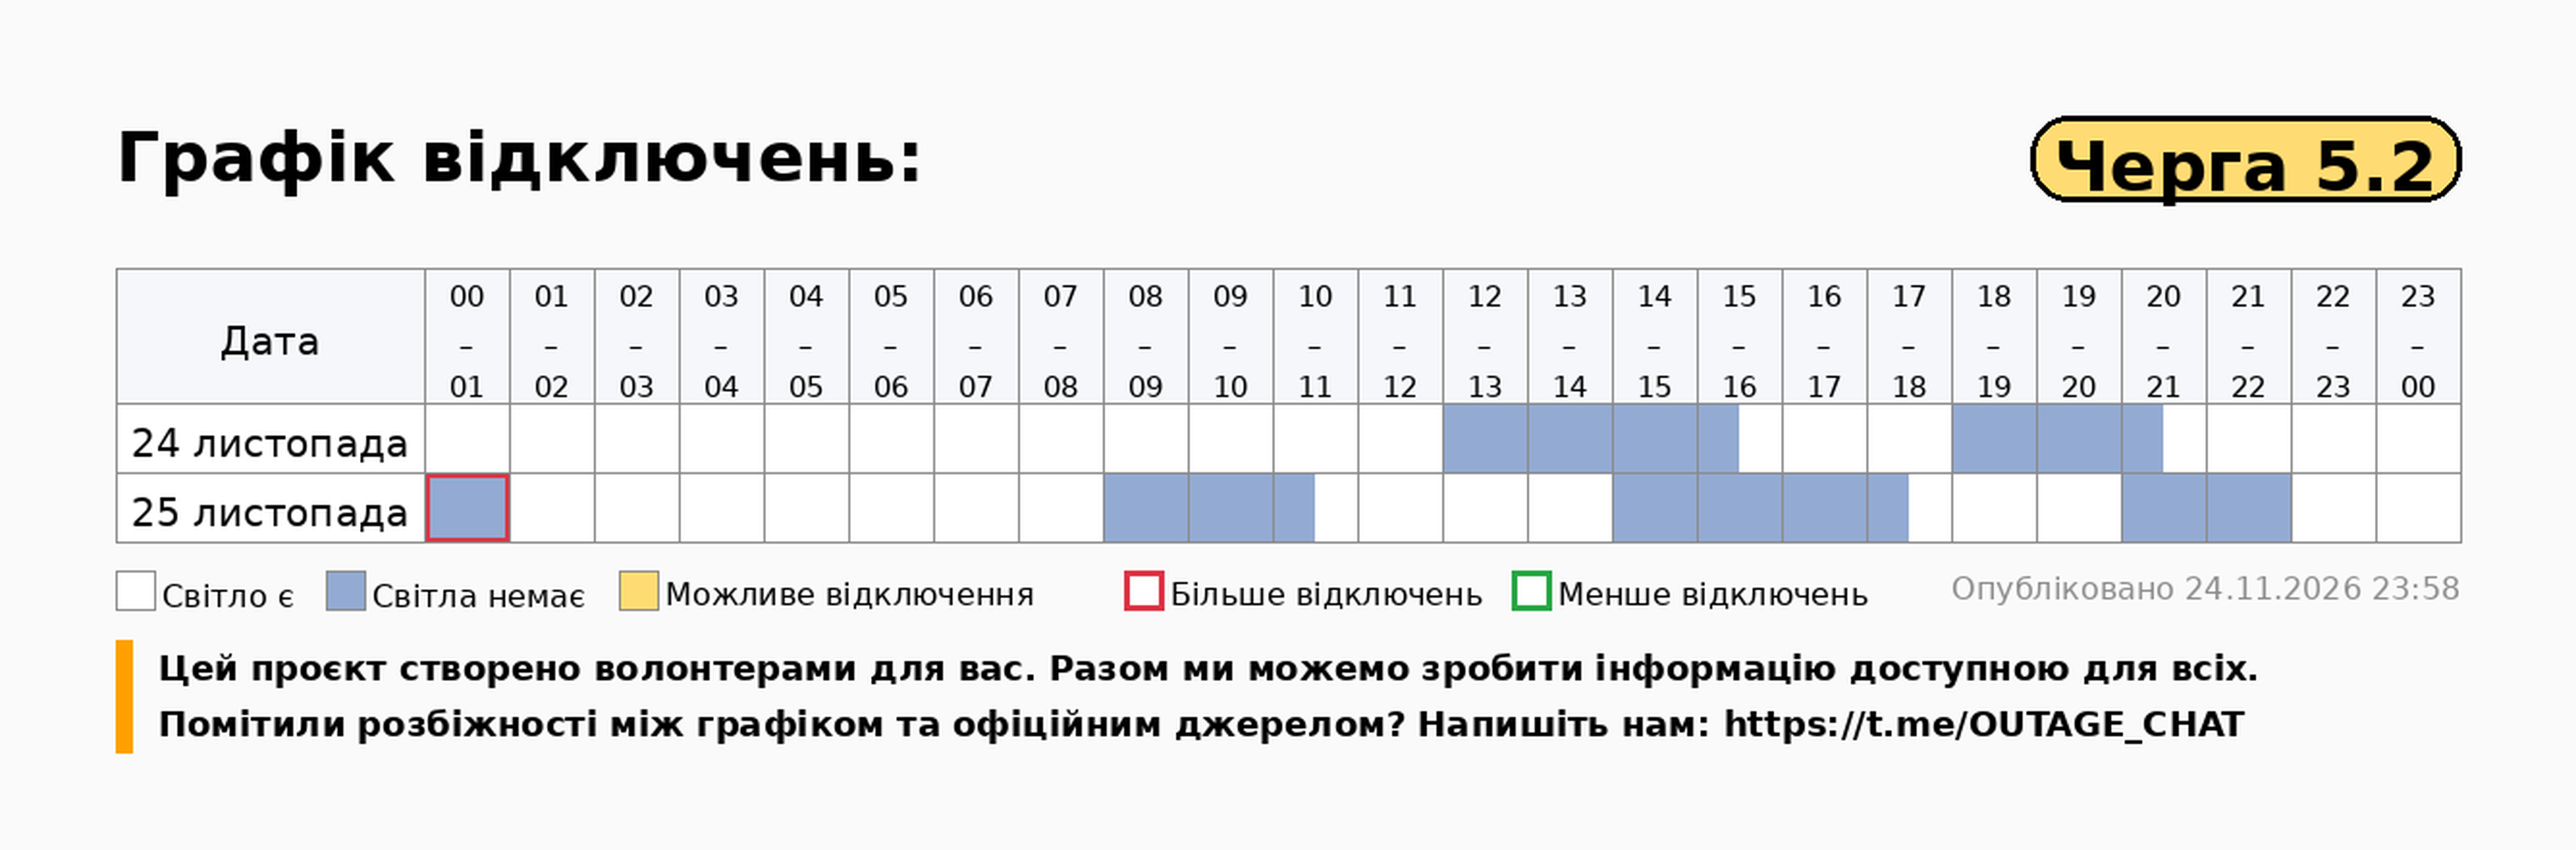 Графік відключень:
Черга 5.2
Дата
00 – 01
01 – 02
02 – 03
03 – 04
04 – 05
05 – 06
06 – 07
07 – 08
08 – 09
09 – 10
10 – 11
11 – 12
12 – 13
13 – 14
14 – 15
15 – 16
16 – 17
17 – 18
18 – 19
19 – 20
20 – 21
21 – 22
22 – 23
23 – 00
24 листопада
25 листопада
Світло є
Світла немає
Можливе відключення
Більше відключень
Менше відключень
Опубліковано 24.11.2026 23:58
Цей проєкт створено волонтерами для вас. Разом ми можемо зробити інформацію доступною для всіх.
Помітили розбіжності між графіком та офіційним джерелом? Напишіть нам: https://t.me/OUTAGE_CHAT